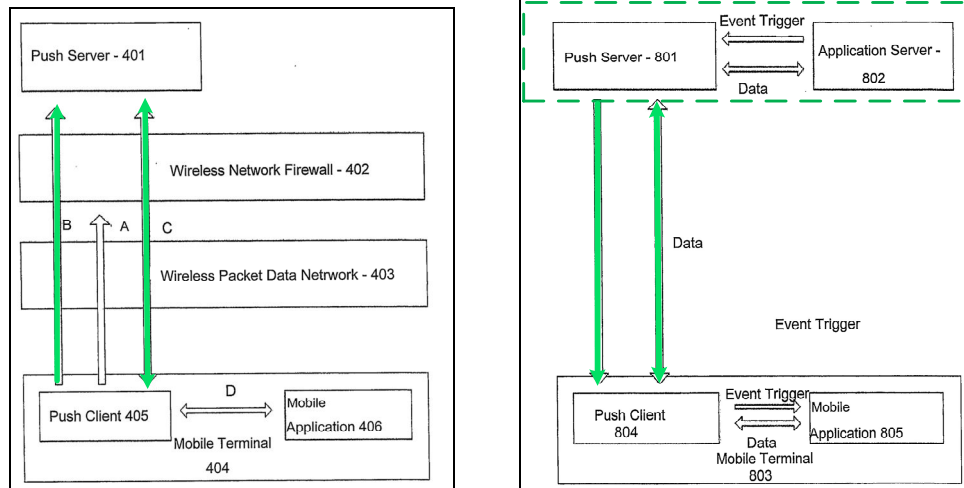 Push Server - 401
Wireless Network Firewall - 402
B
A
C
Wireless Packet Data Netrwork - 403
Push Client 405
D
Mobile
Application 406
Mobile Terminal
404
Event Trigger
Push Server - 801
Application Server -
802
Data
Data
Event Trigger
Push Client
804
Event Trigger
Mobile
Application 805
Data
Mobile Terminal
803